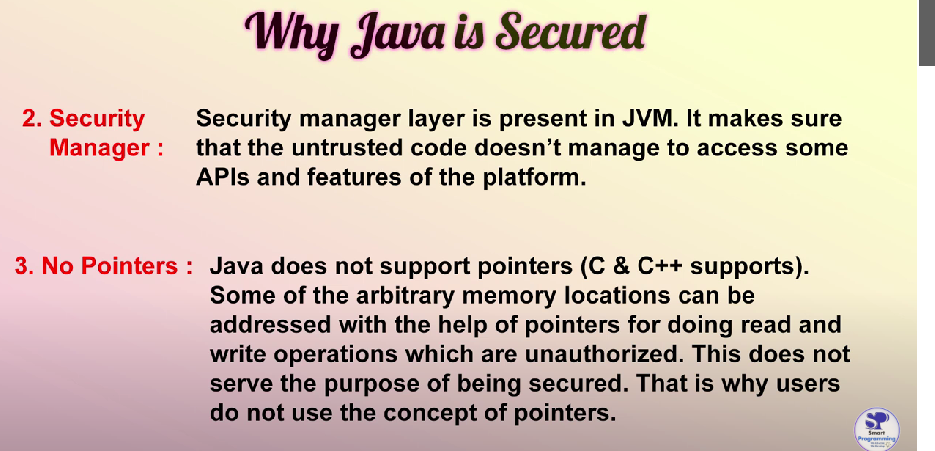 Why Java is Secured
2. Security Manager :
Security manager layer is present in JVM. It makes sure
that the untrusted code doesn't manage to access some
APIs and features of the platform.
3. No Pointers :
Java does not support pointers (C & C++ supports).
Some of the arbitrary memory locations can be
addressed with the help of pointers for doing read and
write operations which are unauthorized. This does not
serve the purpose of being secured. That is why users
do not use the concept of pointers.
SP
Smart
Programming